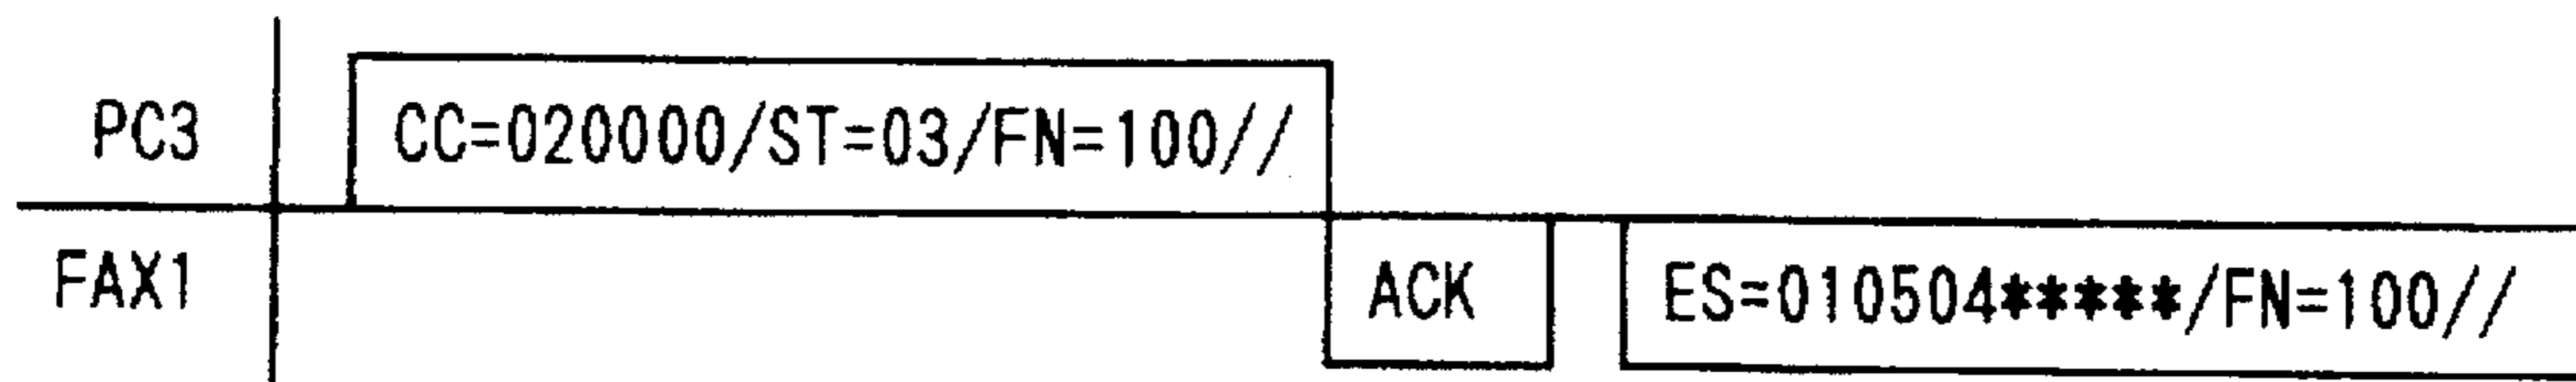 PC3 CC=020000/ST=03/FN=100//
FAX1 ACK ES=010504*****/FN=100//